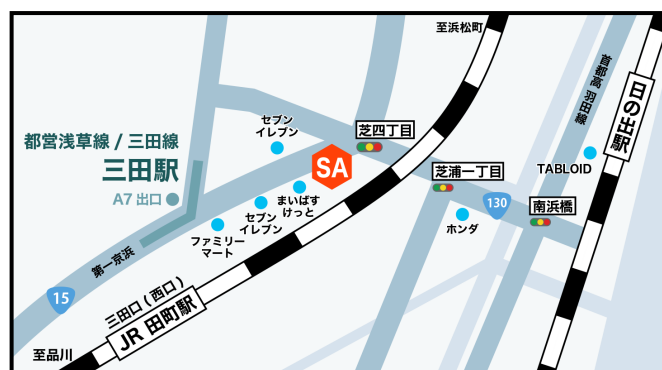 至浜松町
首都高 羽田線
日の出駅
セブン
イレブン
芝四丁目
都営浅草線 / 三田線
三田駅
A7 出口
SA
芝浦一丁目
TABLOID
まいばす
けっと
セブン
イレブン
130
南浜橋
ホンダ
ファミリー
マート
第一京浜
15
三田口 (西口)
JR 田町駅
至品川